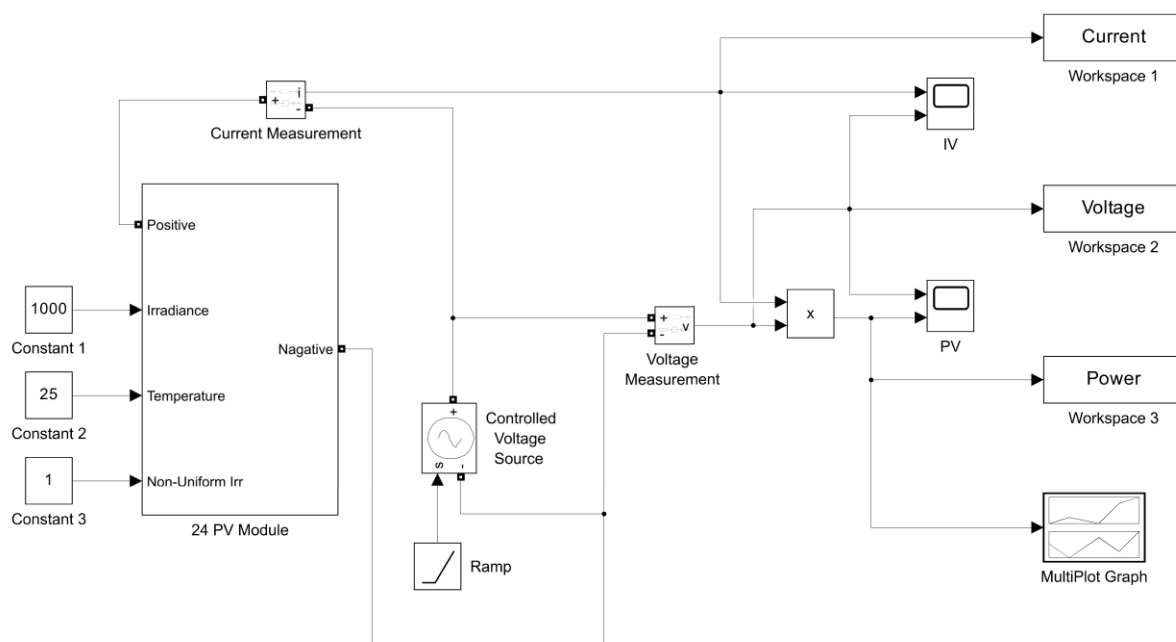 Current
Workspace 1
i
+
-
Current Measurement
IV
Positive
Voltage
Workspace 2
1000
Irradiance
Constant 1
x
PV
+
-
v
Voltage
Measurement
Nagative
25
Temperature
Constant 2
Power
Workspace 3
+
s
-
Controlled
Voltage
Source
1
Non-Uniform Irr
Constant 3
24 PV Module
Ramp
MultiPlot Graph